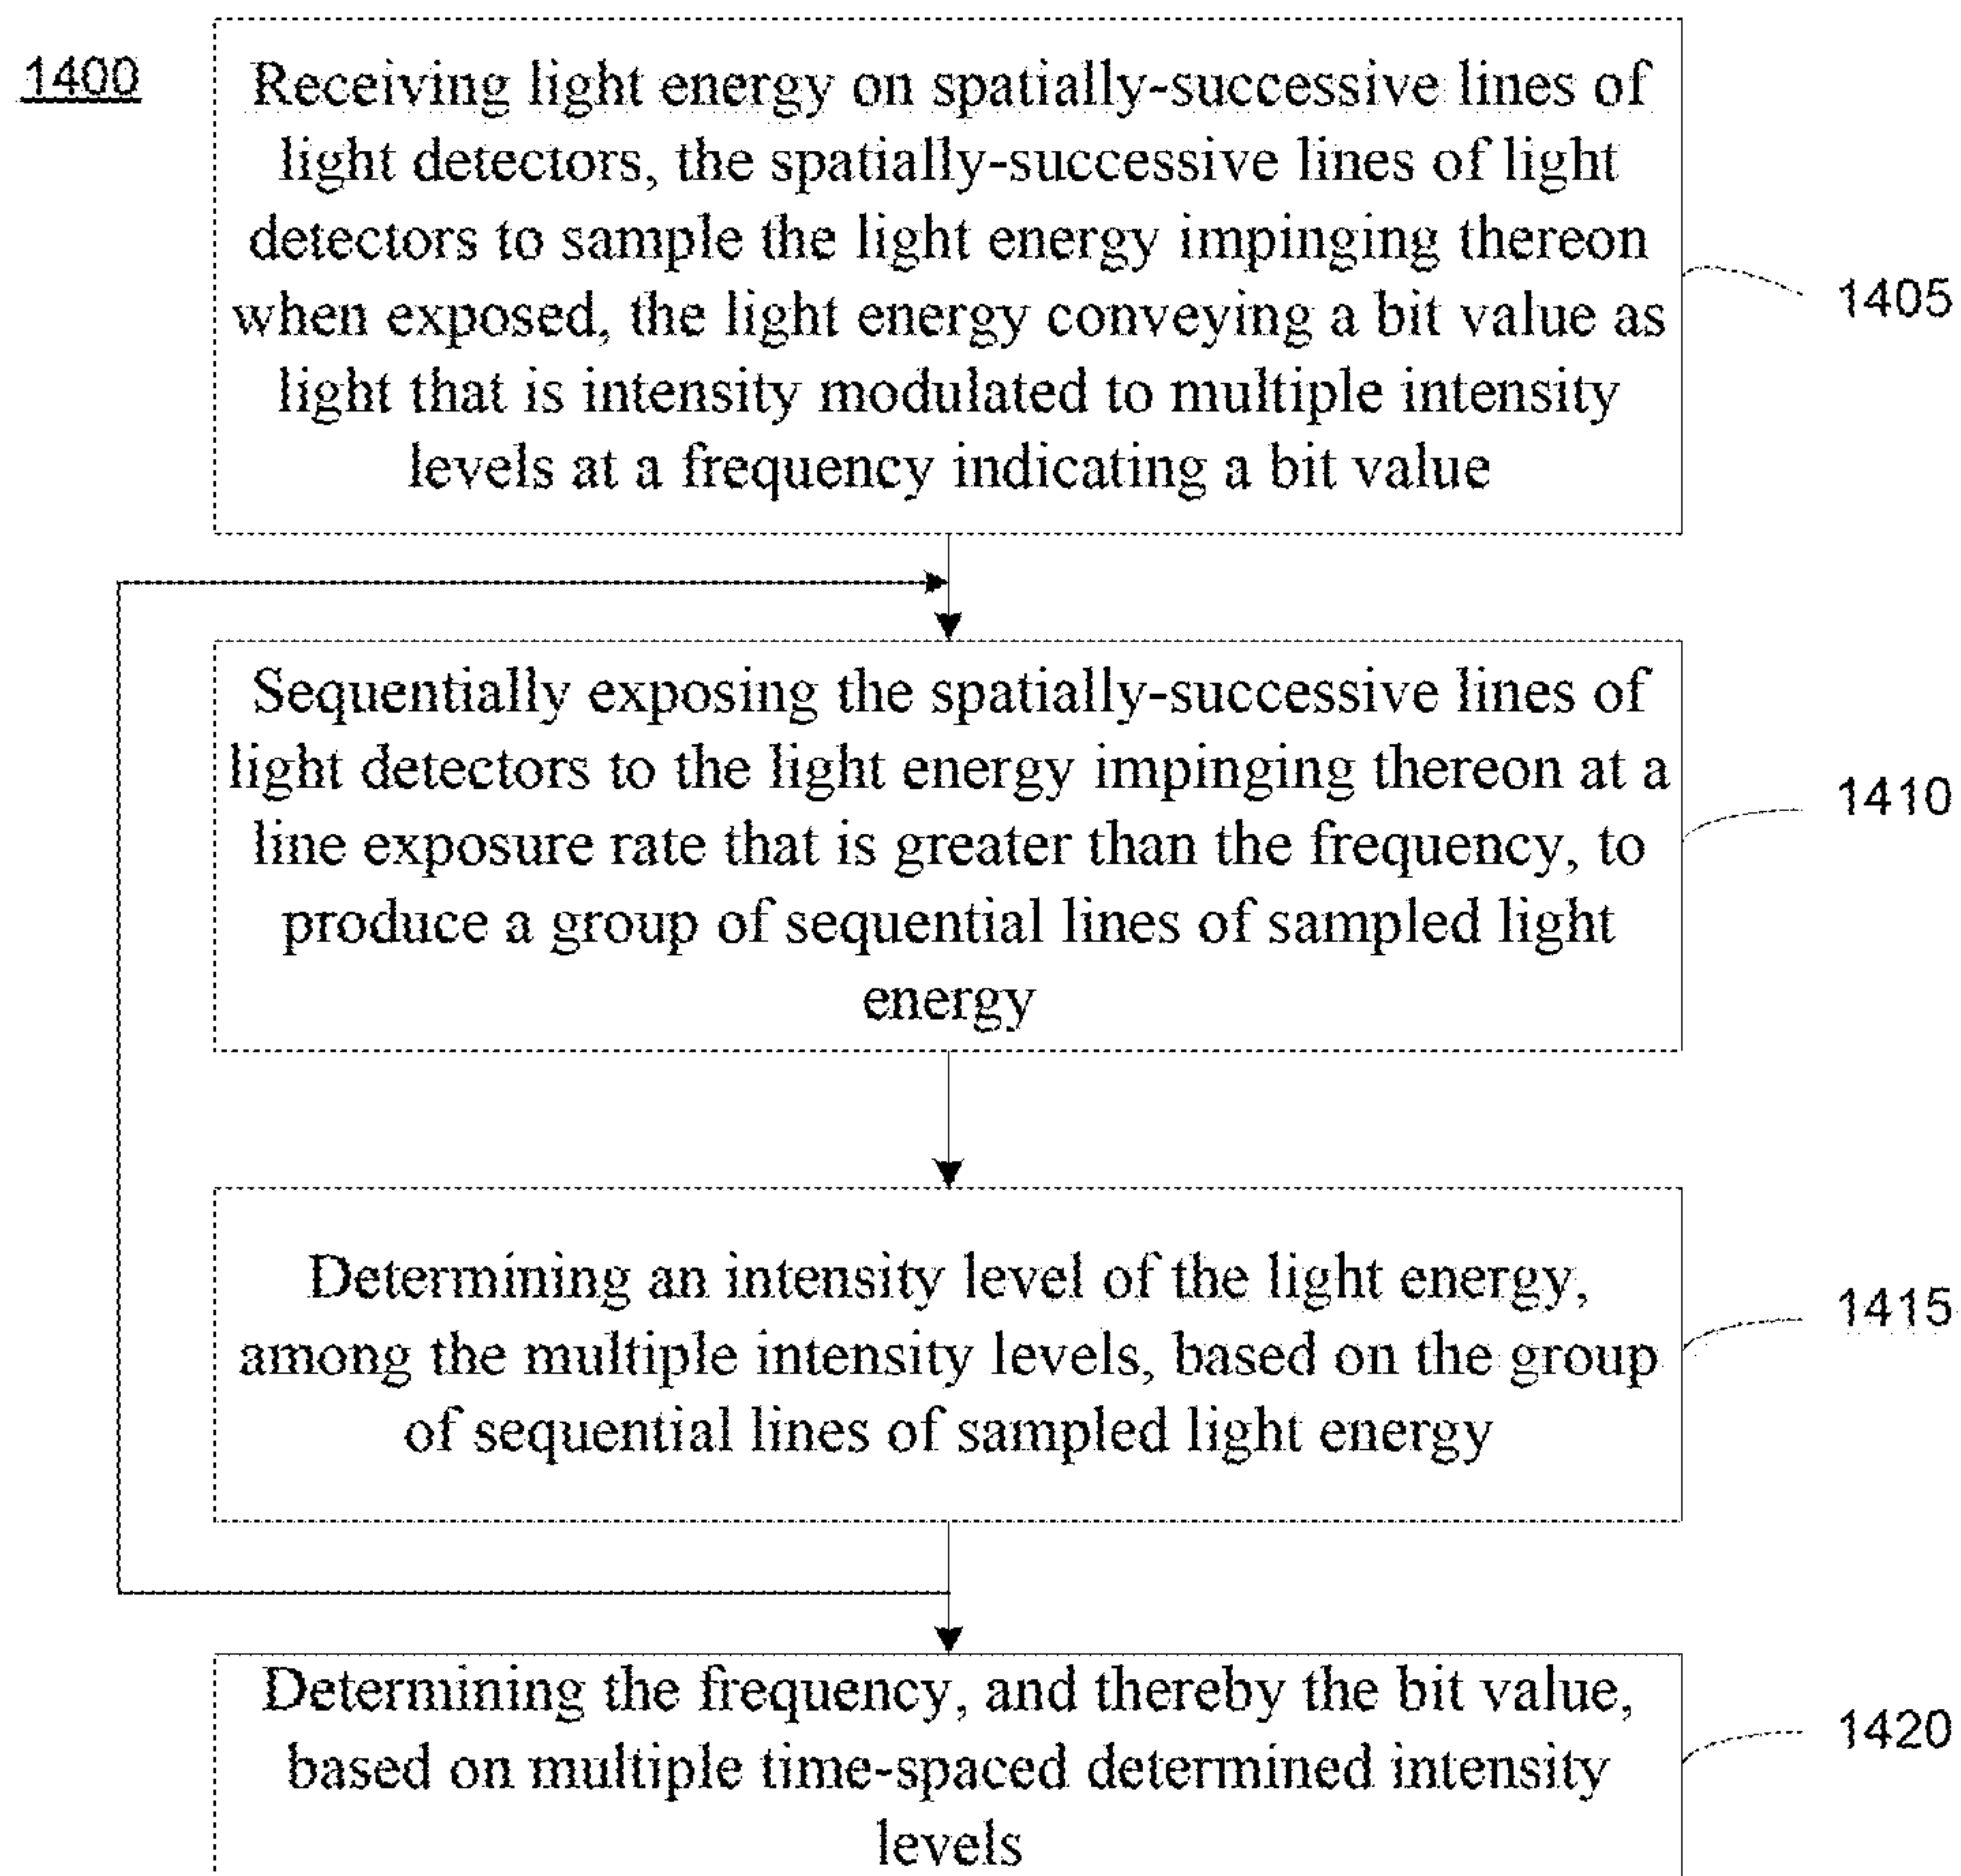 1400
Receiving light energy on spatially-successive lines of
light detectors, the spatially-successive lines of light
detectors to sample the light energy impinging thereon
when exposed, the light energy conveying a bit value as
light that is intensity modulated to multiple intensity
levels at a frequency indicating a bit value
1405
Sequentially exposing the spatially-successive lines of
light detectors to the light energy impinging thereon at a
line exposure rate that is greater than the frequency, to
produce a group of sequential lines of sampled light
energy
1410
Determining an intensity level of the light energy,
among the multiple intensity levels, based on the group
of sequential lines of sampled light energy
1415
Determining the frequency, and thereby the bit value,
based on multiple time-spaced determined intensity
levels
1420